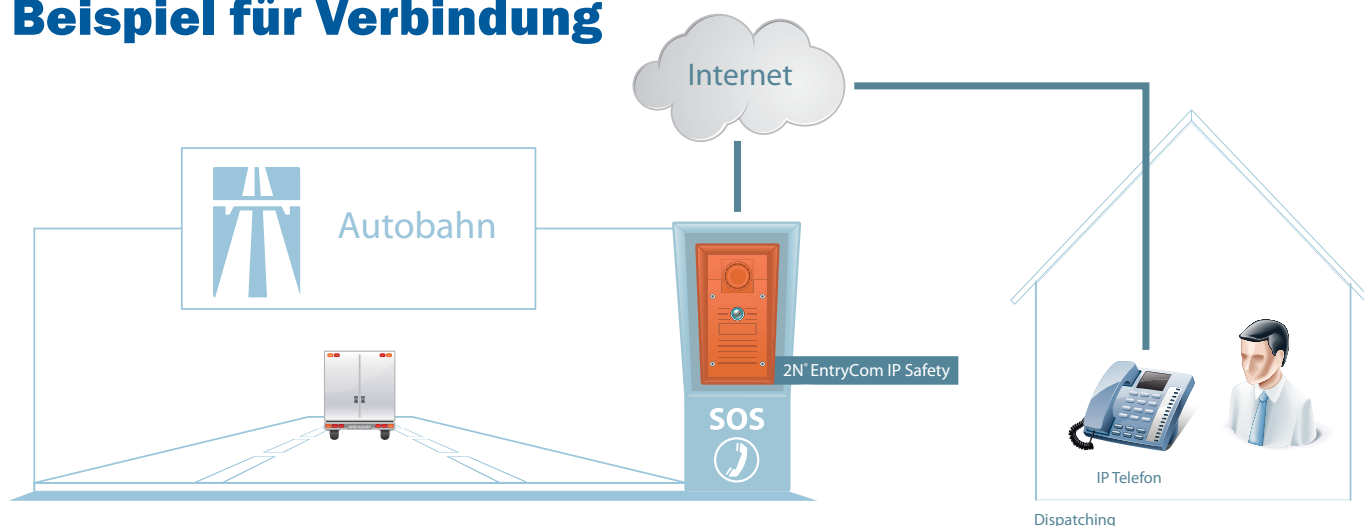 Beispiel für Verbindung
Internet
Autobahn
2N® EntryCom IP Safety
SOS
IP Telefon
Dispatching